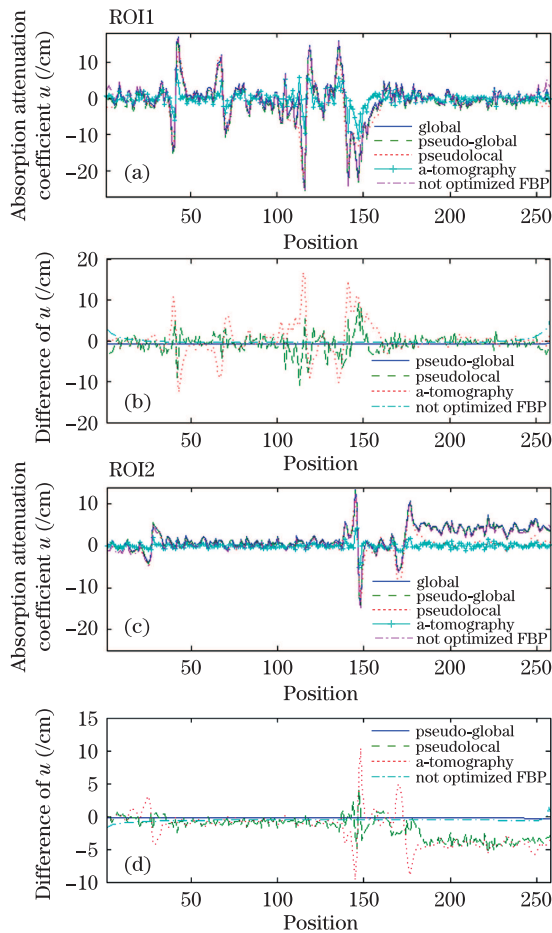 ROI1
Absorption attenuation
coefficient u (/cm)
10
0
-10
-20
(a)
global
pseudo-global
pseudolocal
a-tomography
not optimized FBP
50
100
150
200
250
Position
Difference of u (/cm)
20
10
0
-10
-20
(b)
pseudo-global
pseudolocal
a-tomography
not optimized FBP
50
100
150
200
250
Position
ROI2
Absorption attenuation
coefficient u (/cm)
10
0
-10
-20
(c)
global
pseudo-global
pseudolocal
a-tomography
not optimized FBP
50
100
150
200
250
Position
Difference of u (/cm)
15
10
5
0
-5
-10
(d)
pseudo-global
pseudolocal
a-tomography
not optimized FBP
50
100
150
200
250
Position